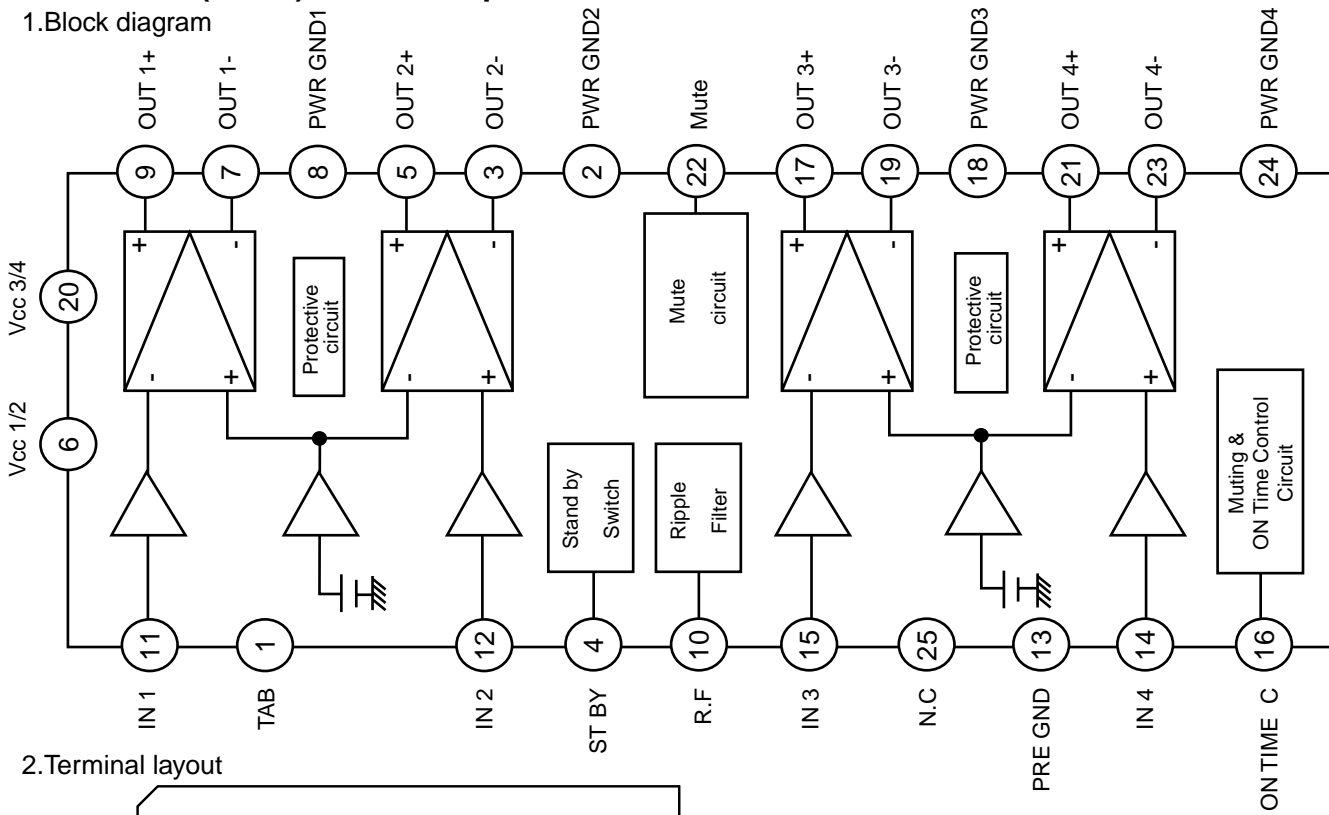 1.Block diagram
OUT 1+
OUT 1-
PWR GND1
OUT 2+
OUT 2-
PWR GND2
Mute
OUT 3+
OUT 3-
PWR GND3
OUT 4+
OUT 4-
PWR GND4
9
7
8
5
3
2
22
17
19
18
21
23
24
Vcc 3/4
20
Vcc 1/2
6
+
-
+
-
+
-
+
-
Protective
circuit
Mute
circuit
Protective
circuit
-
+
-
+
-
+
-
+
Stand by
Switch
Ripple
Filter
Muting &
ON Time Control
Circuit
11
1
12
4
10
15
25
13
14
16
IN 1
TAB
IN 2
ST BY
R.F
IN 3
N.C
PRE GND
IN 4
ON TIME C
2.Terminal layout